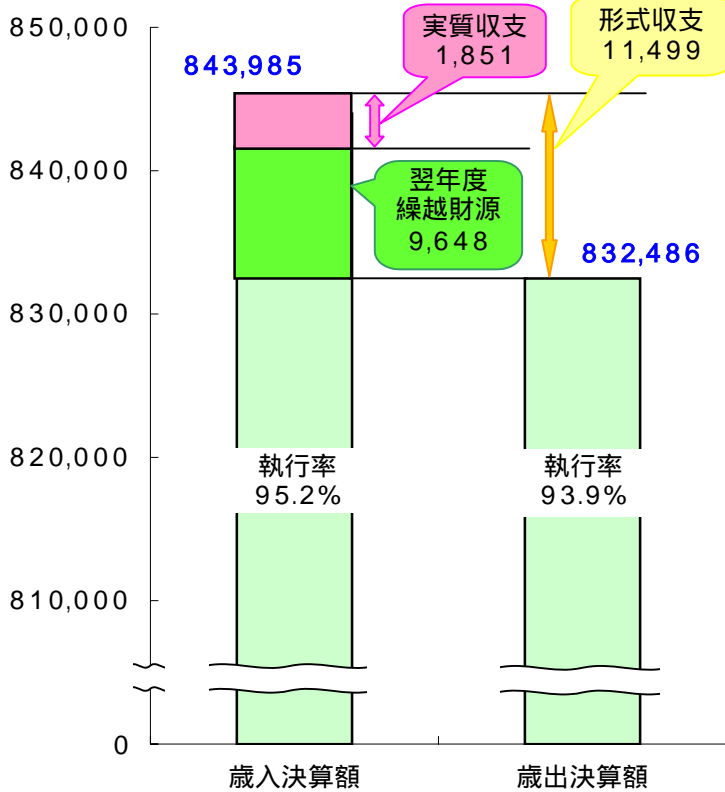 850,000
840,000
830,000
820,000
810,000
0
843,985
実質収支
1,851
形式収支
11,499
翌年度
繰越財源
9,648
832,486
執行率
95.2%
執行率
93.9%
歳入決算額
歳出決算額